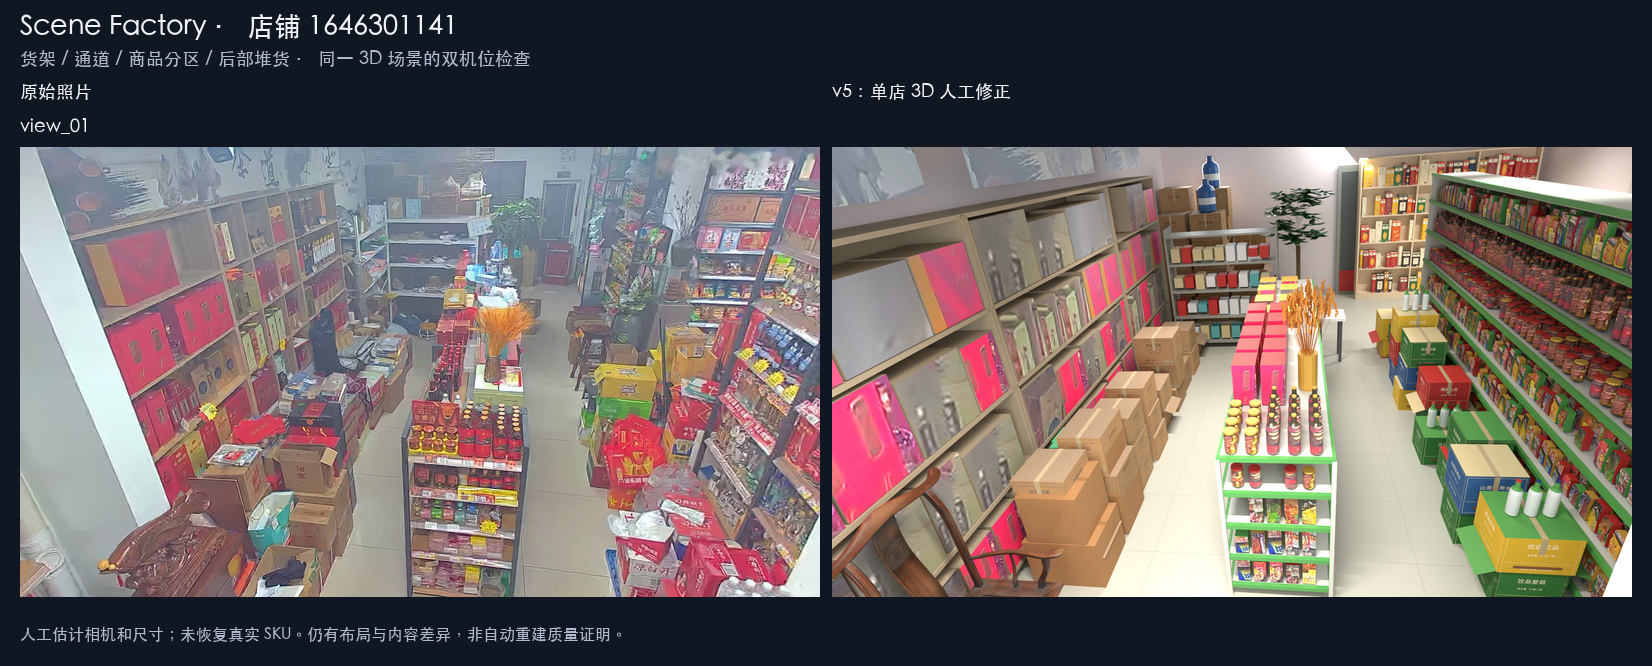 Scene Factory · 店铺 1646301141
货架 / 通道 / 商品分区 / 后部堆货 · 同一 3D 场景的双机位检查
原始照片
v5：单店 3D 人工修正
view_01
人工估计相机和尺寸；未恢复真实 SKU。仍有布局与内容差异，非自动重建质量证明。